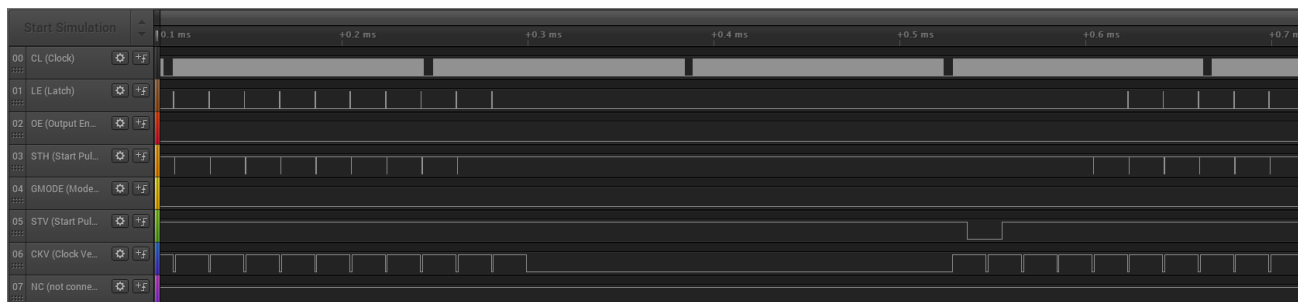 Start Simulation
0.1 ms +0.2 ms +0.3 ms +0.4 ms +0.5 ms +0.6 ms +0.7 m
00 CL (Clock)
01 LE (Latch)
02 OE (Output En...
03 STH (Start Pul...
04 GMODE (Mode...
05 STV (Start Pul...
06 CKV (Clock Ve...
07 NC (not conne...